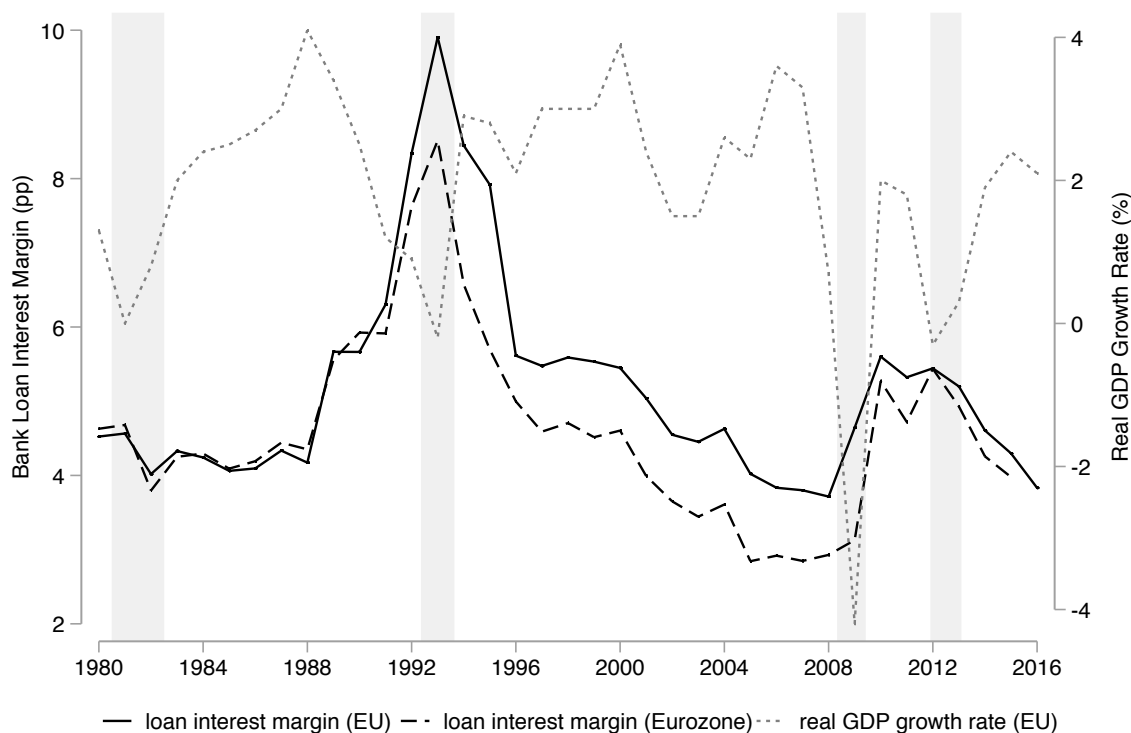 Bank Loan Interest Margin (pp)
10
8
6
4
2
4
2
0
-2
-4
Real GDP Growth Rate (%)
1980 1984 1988 1992 1996 2000 2004 2008 2012 2016
loan interest margin (EU) loan interest margin (Eurozone) real GDP growth rate (EU)